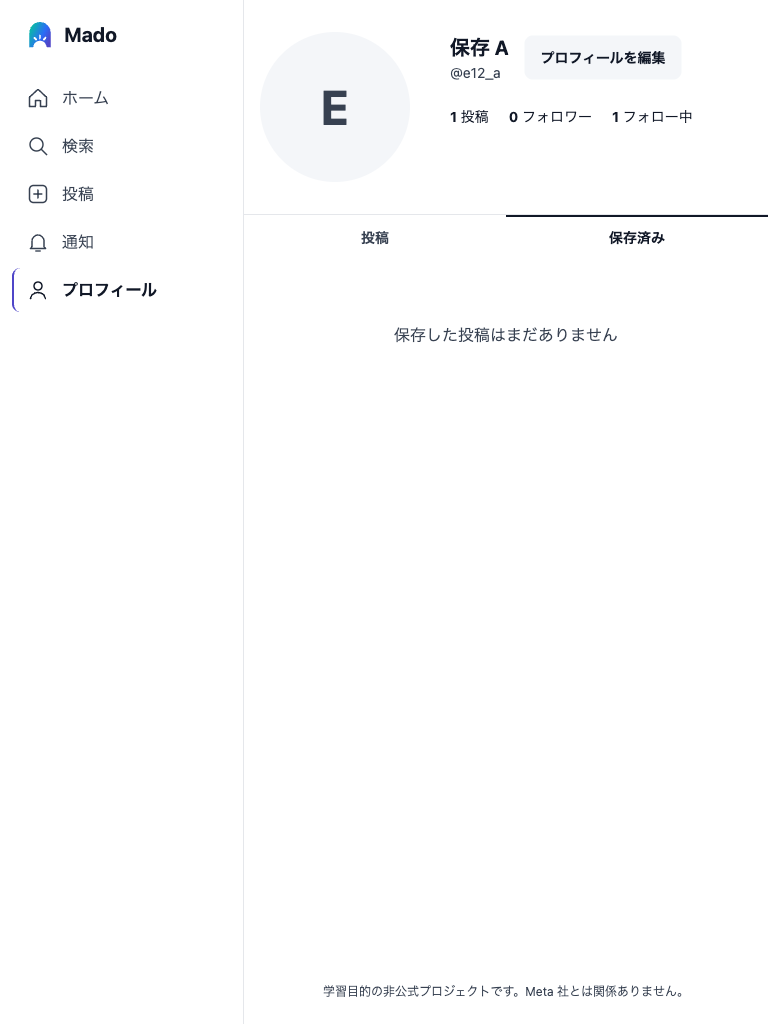 Mado
ホーム
検索
投稿
通知
プロフィール
E
保存 A
@e12_a
プロフィールを編集
1 投稿 0 フォロワー 1 フォロー中
投稿 保存済み
保存した投稿はまだありません
学習目的の非公式プロジェクトです。Meta 社とは関係ありません。